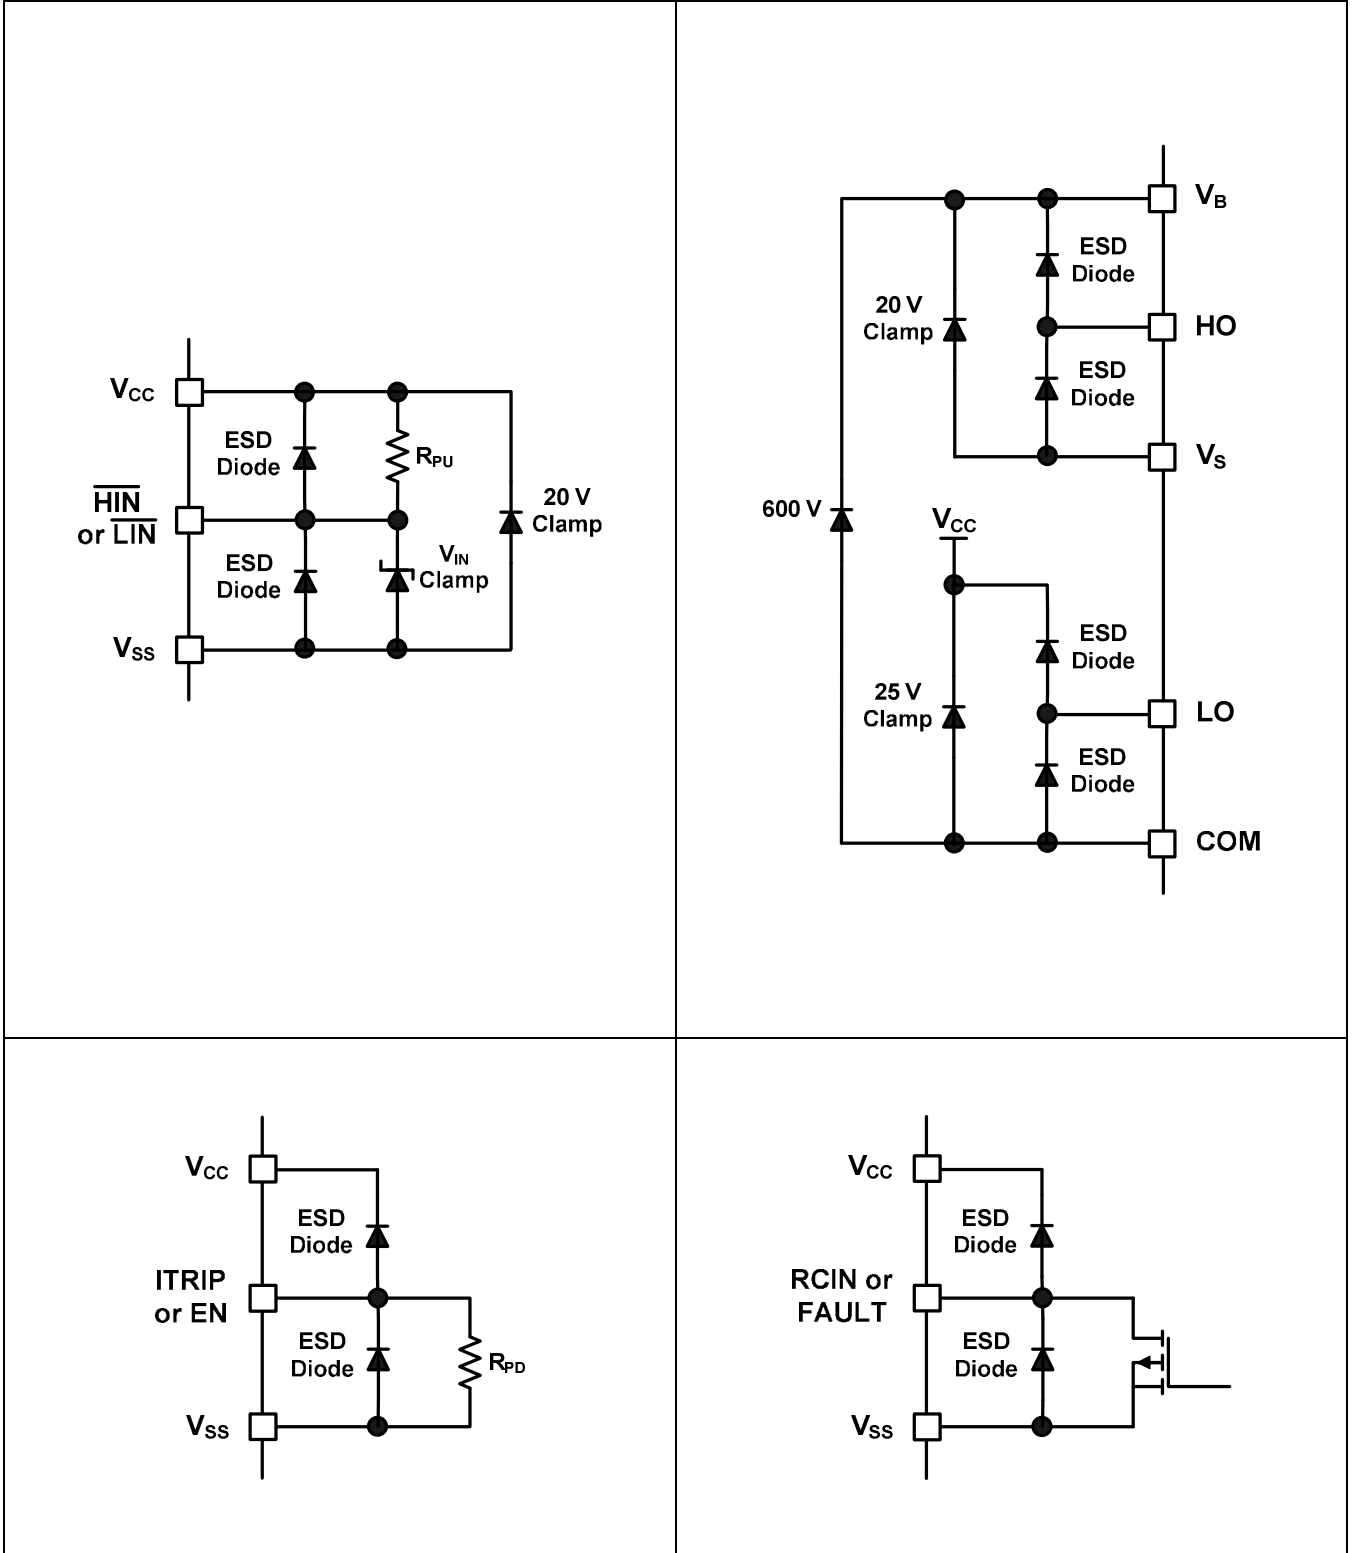 VCC
ESD
Diode
RPU
20 V
Clamp
HIN
or LIN
VIN
Clamp
ESD
Diode
VSS
VB
ESD
Diode
20 V
Clamp
HO
ESD
Diode
VS
600 V
VCC
ESD
Diode
25 V
Clamp
LO
ESD
Diode
COM
VCC
ESD
Diode
ITRIP
or EN
ESD
Diode
RPD
VSS
VCC
ESD
Diode
RCIN or
FAULT
ESD
Diode
VSS